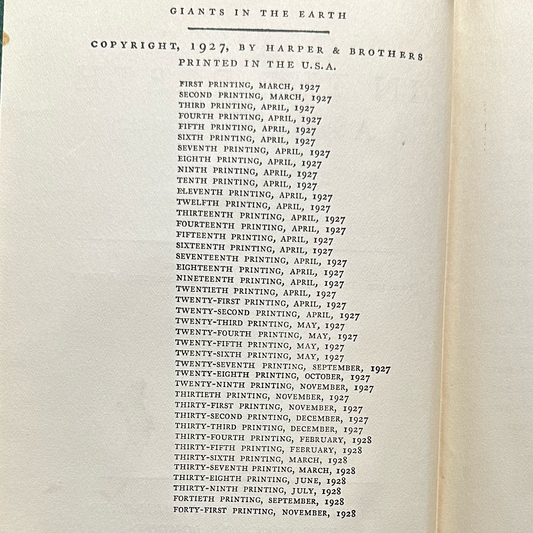 GIANTS IN THE EARTH
COPYRIGHT, 1927, BY HARPER & BROTHERS
PRINTED IN THE U.S.A.
FIRST PRINTING, MARCH, 1927
SECOND PRINTING, MARCH, 1927
THIRD PRINTING, APRIL, 1927
FOURTH PRINTING, APRIL, 1927
FIFTH PRINTING, APRIL, 1927
SIXTH PRINTING, APRIL, 1927
SEVENTH PRINTING, APRIL, 1927
EIGHTH PRINTING, APRIL, 1927
NINTH PRINTING, APRIL, 1927
TENTH PRINTING, APRIL, 1927
ELEVENTH PRINTING, APRIL, 1927
TWELFTH PRINTING, APRIL, 1927
THIRTEENTH PRINTING, APRIL, 1927
FOURTEENTH PRINTING, APRIL, 1927
FIFTEENTH PRINTING, APRIL, 1927
SIXTEENTH PRINTING, APRIL, 1927
SEVENTEENTH PRINTING, APRIL, 1927
EIGHTEENTH PRINTING, APRIL, 1927
NINETEENTH PRINTING, APRIL, 1927
TWENTIETH PRINTING, APRIL, 1927
TWENTY-FIRST PRINTING, APRIL, 1927
TWENTY-SECOND PRINTING, APRIL, 1927
TWENTY-THIRD PRINTING, MAY, 1927
TWENTY-FOURTH PRINTING, MAY, 1927
TWENTY-FIFTH PRINTING, MAY, 1927
TWENTY-SIXTH PRINTING, MAY, 1927
TWENTY-SEVENTH PRINTING, SEPTEMBER, 1927
TWENTY-EIGHTH PRINTING, OCTOBER, 1927
TWENTY-NINTH PRINTING, NOVEMBER, 1927
THIRTIETH PRINTING, NOVEMBER, 1927
THIRTY-FIRST PRINTING, NOVEMBER, 1927
THIRTY-SECOND PRINTING, DECEMBER, 1927
THIRTY-THIRD PRINTING, DECEMBER, 1927
THIRTY-FOURTH PRINTING, FEBRUARY, 1928
THIRTY-FIFTH PRINTING, FEBRUARY, 1928
THIRTY-SIXTH PRINTING, MARCH, 1928
THIRTY-SEVENTH PRINTING, MARCH, 1928
THIRTY-EIGHTH PRINTING, JUNE, 1928
THIRTY-NINTH PRINTING, JULY, 1928
FORTIETH PRINTING, SEPTEMBER, 1928
FORTY-FIRST PRINTING, NOVEMBER, 1928